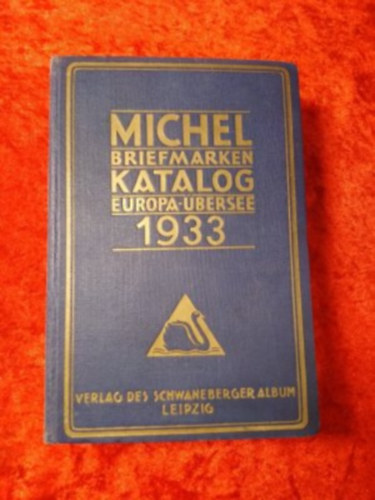 MICHEL
BRIEFMARKEN
KATALOG
EUROPA-ÜBERSEE
1933
VERLAG DES SCHWANEBERGER ALBUM
LEIPZIG